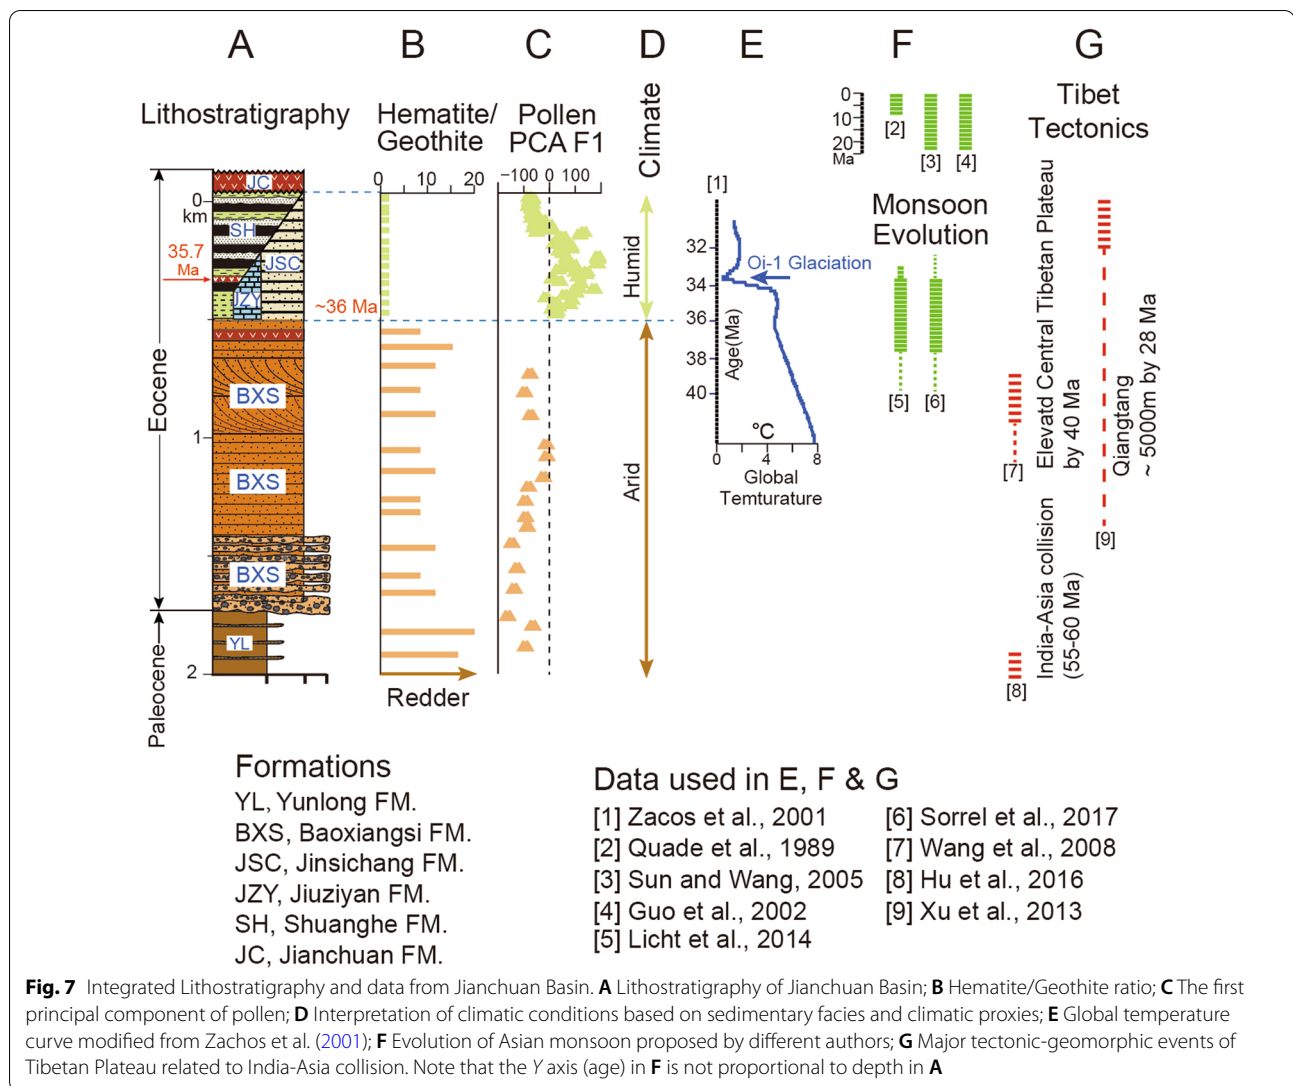 A B C D E F G
Lithostratigraphy
Hematite/
Geothite
Pollen
PCA F1
Climate
Tibet
Tectonics
0
10
20
Ma
[2]
[3]
[4]
Monsoon
Evolution
[5]
[6]
0 10 20
−100 0 100
[1]
JC
0
km
SH
35.7
Ma
JSC
JZY
~36 Ma
BXS
1
BXS
BXS
YL
2
Eocene
Paleocene
Redder
Humid
Arid
32
34
36
38
40
Age(Ma)
Oi-1 Glaciation
°C
0 4 8
Global
Temturature
Elevatd Central Tibetan Plateau
by 40 Ma
[7]
Qiangtang
~ 5000m by 28 Ma
[9]
India-Asia collision
(55-60 Ma)
[8]
Formations
YL, Yunlong FM.
BXS, Baoxiangsi FM.
JSC, Jinsichang FM.
JZY, Jiuziyan FM.
SH, Shuanghe FM.
JC, Jianchuan FM.
Data used in E, F & G
[1] Zacos et al., 2001
[2] Quade et al., 1989
[3] Sun and Wang, 2005
[4] Guo et al., 2002
[5] Licht et al., 2014
[6] Sorrel et al., 2017
[7] Wang et al., 2008
[8] Hu et al., 2016
[9] Xu et al., 2013
Fig. 7 Integrated Lithostratigraphy and data from Jianchuan Basin. A Lithostratigraphy of Jianchuan Basin; B Hematite/Geothite ratio; C The first
principal component of pollen; D Interpretation of climatic conditions based on sedimentary facies and climatic proxies; E Global temperature
curve modified from Zachos et al. (2001); F Evolution of Asian monsoon proposed by different authors; G Major tectonic-geomorphic events of
Tibetan Plateau related to India-Asia collision. Note that the Y axis (age) in F is not proportional to depth in A